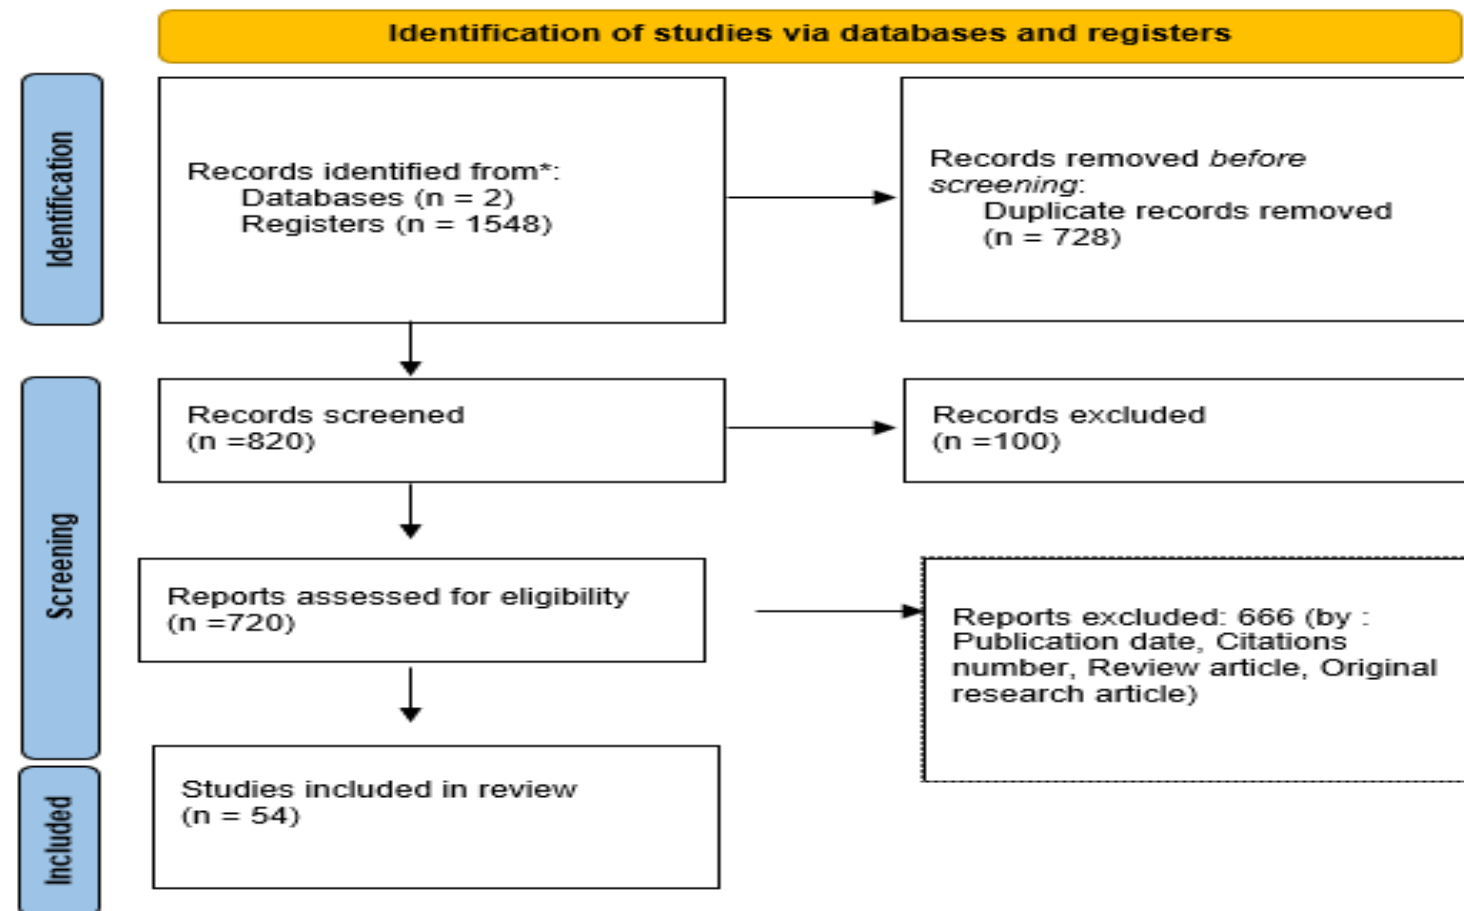 Identification of studies via databases and registers
Identification
Records identified from*:
Databases (n = 2)
Registers (n = 1548)
Records removed before
screening:
Duplicate records removed
(n = 728)
Screening
Records screened
(n =820)
Records excluded
(n =100)
Reports assessed for eligibility
(n =720)
Reports excluded: 666 (by :
Publication date, Citations
number, Review article, Original
research article)
Included
Studies included in review
(n = 54)